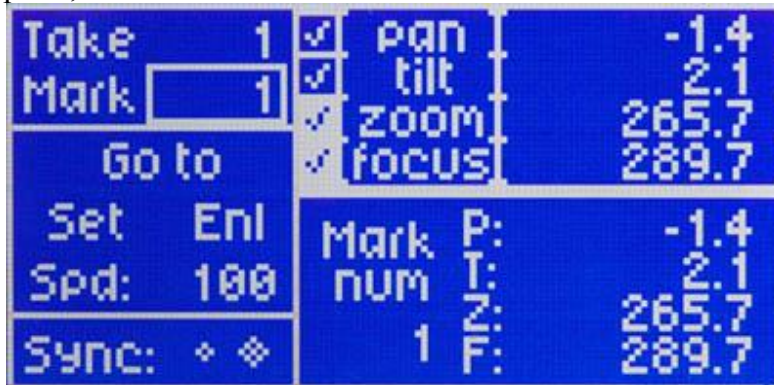 Take 1
Mark 1
Go to
Set Enl
Spd: 100
Sync:
pan -1.4
tilt 2.1
zoom 265.7
focus 289.7
Mark num 1
P: -1.4
T: 2.1
Z: 265.7
F: 289.7